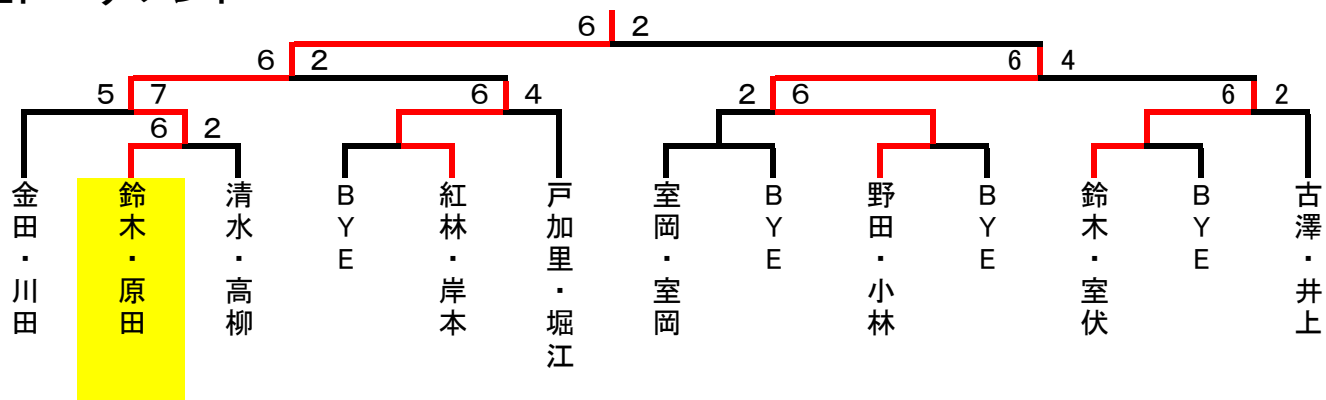 6 2
6 2 6 4
5 7 6 4 2 6 6 2
6 2
金田・川田
鈴木・原田
清水・高柳
BYE
紅林・岸本
戸加里・堀江
室岡・室岡
BYE
野田・小林
BYE
鈴木・室伏
BYE
古澤・井上